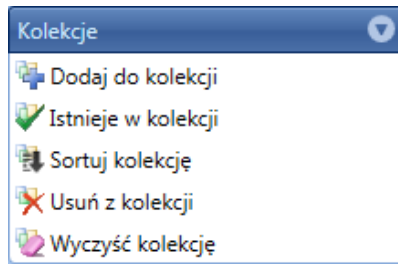 Kolekcje
Dodaj do kolekcji
Istnieje w kolekcji
Sortuj kolekcję
Usuń z kolekcji
Wyczyść kolekcję